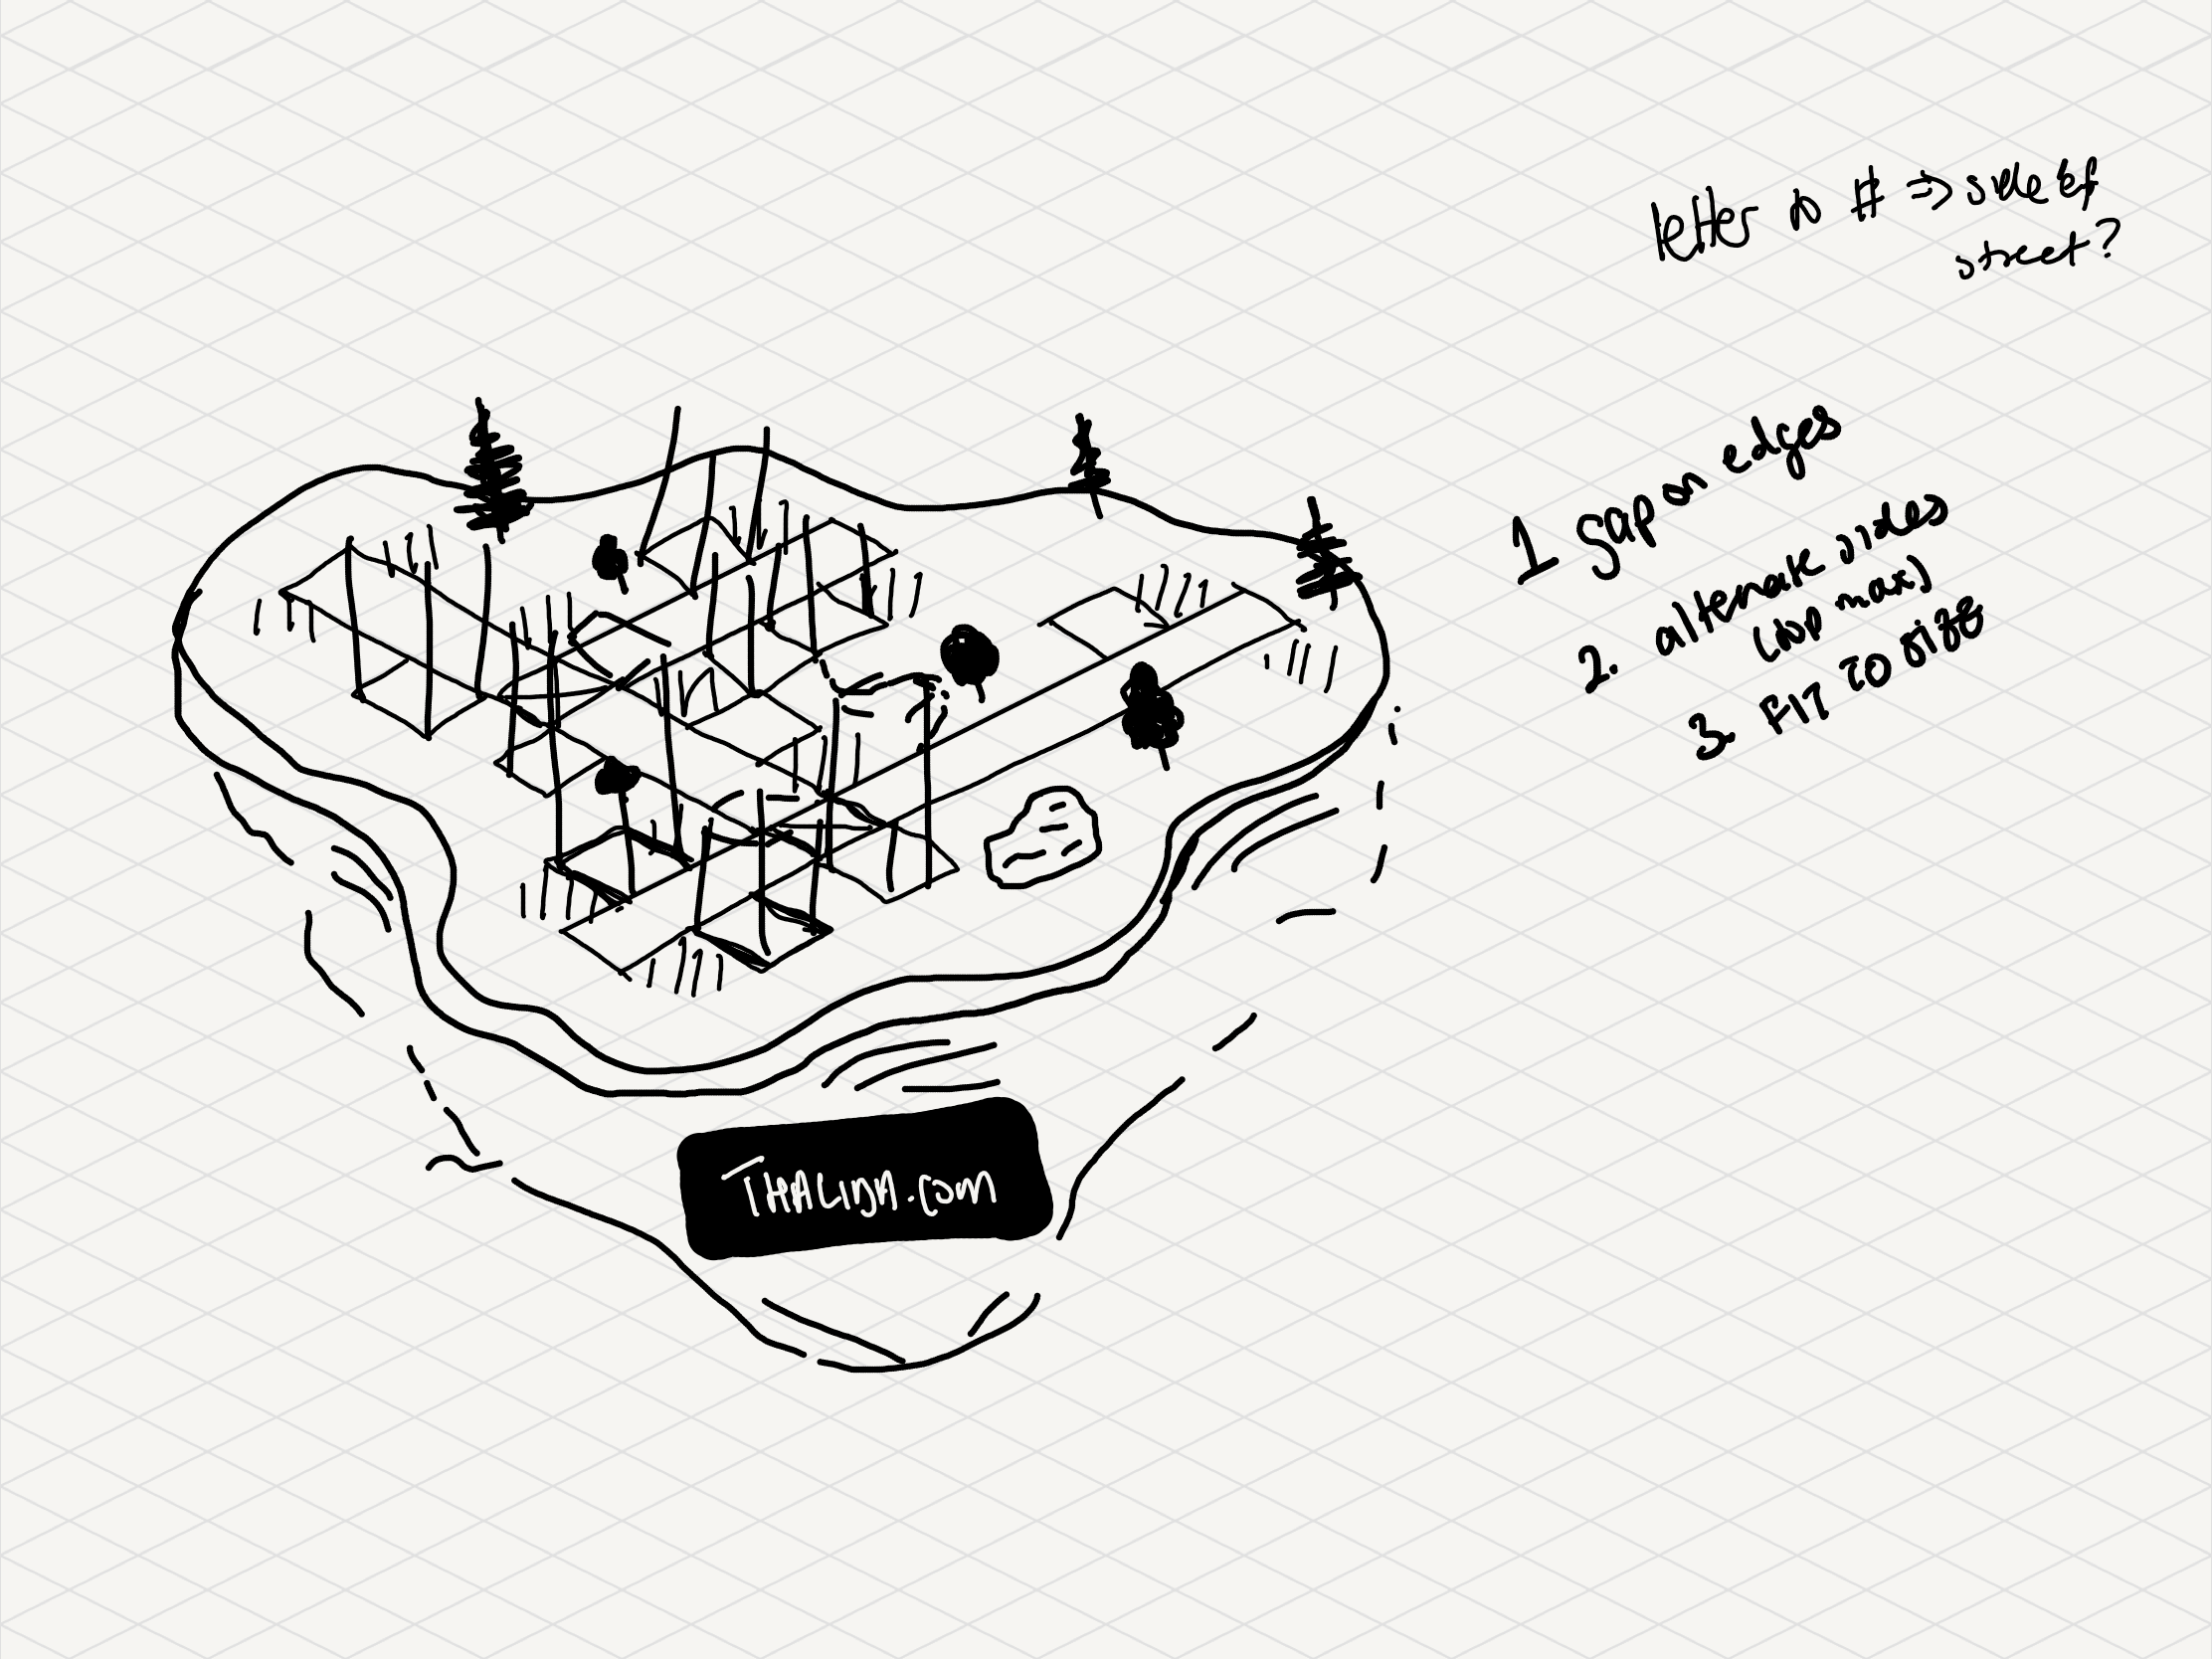 letter to # => side of
street?
1 gap on edges
2. alternate sides
(top max)
3. FIT TO SIZE
THALIDA.com